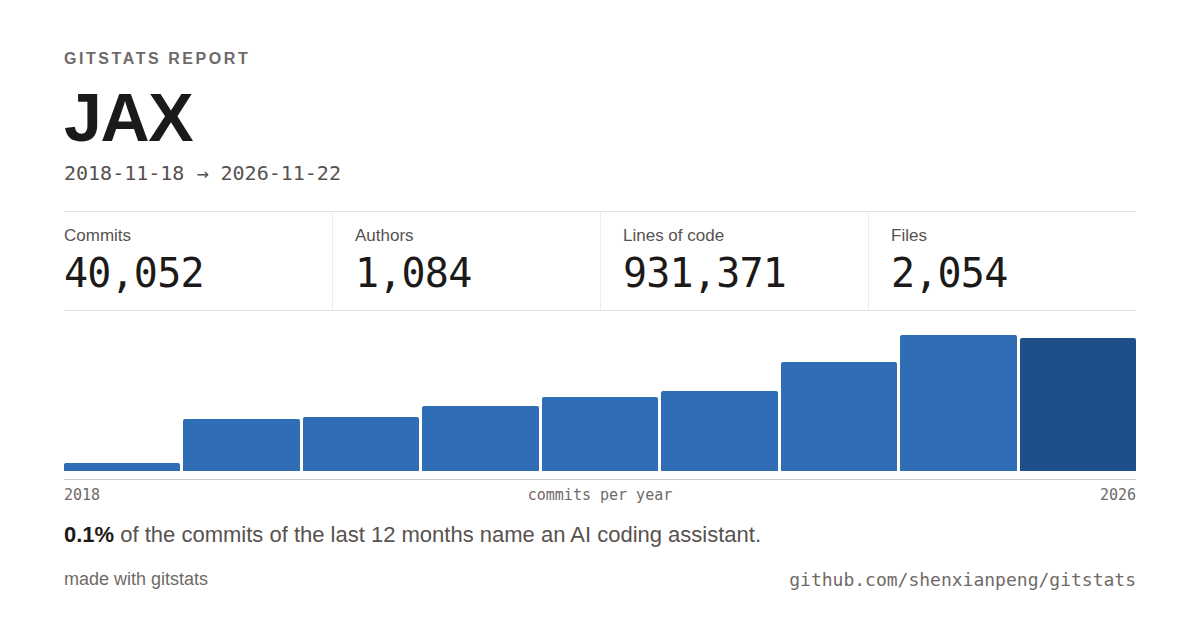 GITSTATS REPORT
JAX
2018-11-18 → 2026-11-22
Commits
40,052
Authors
1,084
Lines of code
931,371
Files
2,054
2018
commits per year
2026
0.1% of the commits of the last 12 months name an AI coding assistant.
made with gitstats
github.com/shenxianpeng/gitstats